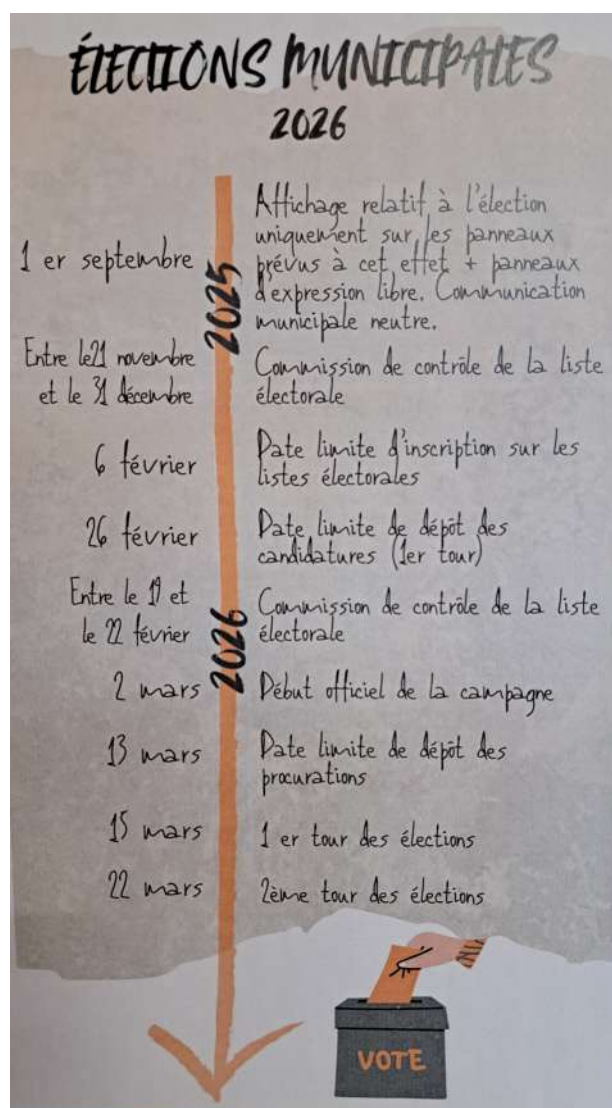 ÉLECTIONS MUNICIPALES
2026
1 er septembre
Affichage relatif à l'élection
uniquement sur les panneaux
prévus à cet effet + panneaux
d'expression libre. Communication
municipale neutre.
2025
Entre le21 novembre
et le 31 décembre
Commission de contrôle de la liste
électorale
6 février
Date limite d'inscription sur les
listes électorales
26 février
Date limite de dépôt des
candidatures (1er tour)
Entre le 19 et
le 22 février
Commission de contrôle de la liste
électorale
2026
2 mars
Début officiel de la campagne
13 mars
Date limite de dépôt des
procurations
15 mars
1 er tour des élections
22 mars
2ème tour des élections
VOTE